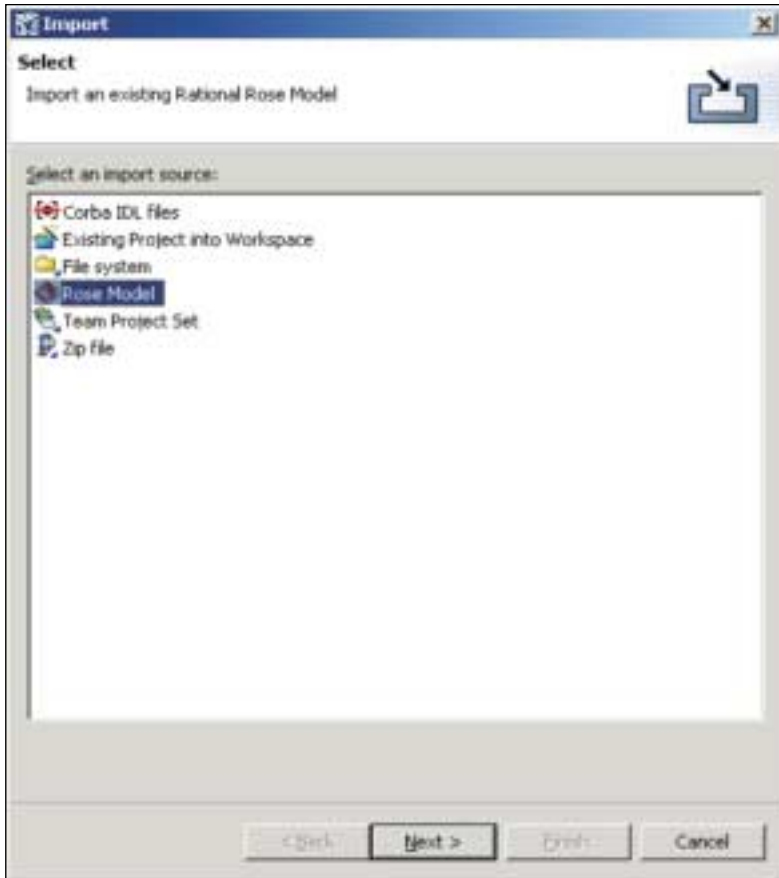 Import
Select
Import an existing Rational Rose Model
Select an import source:
Corba IDL files
Existing Project into Workspace
File system
Rose Model
Team Project Set
Zip file
< Back
Next >
Finish
Cancel